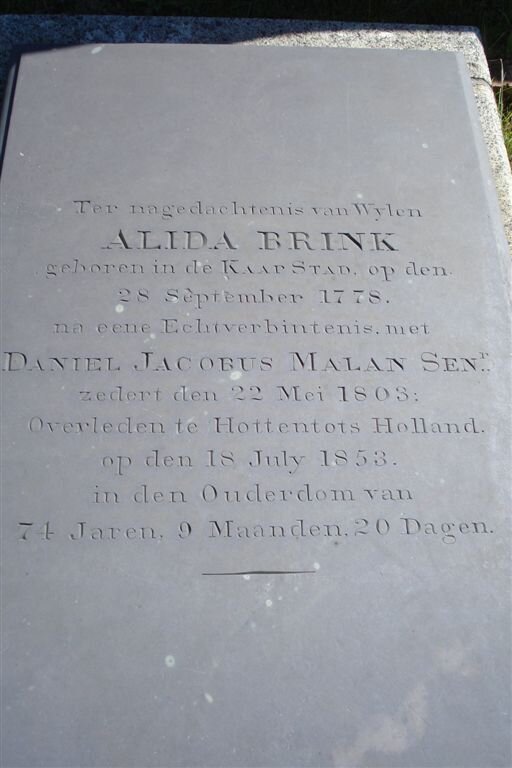 Ter nagedachtenis van Wylen
ALIDA BRINK
geboren in de KAAP STAD, op den
28 September 1778.
na eene Echtverbintenis, met
DANIEL JACOBUS MALAN SENr.
zedert den 22 Mei 1803:
Overleden te Hottentots Holland.
op den 18 July 1853.
in den Ouderdom van
74 Jaren, 9 Maanden, 20 Dagen.